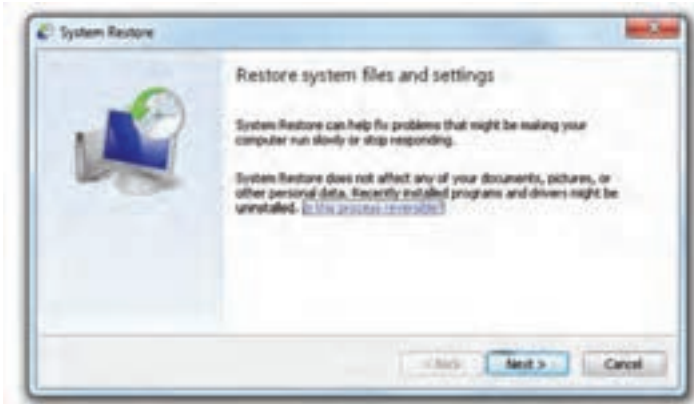 System Restore
Restore system files and settings
System Restore can help fix problems that might be making your
computer run slowly or stop responding.
System Restore does not affect any of your documents, pictures, or
other personal data. Recently installed programs and drivers might be
uninstalled. Is this process reversible?
< Back
Next >
Cancel